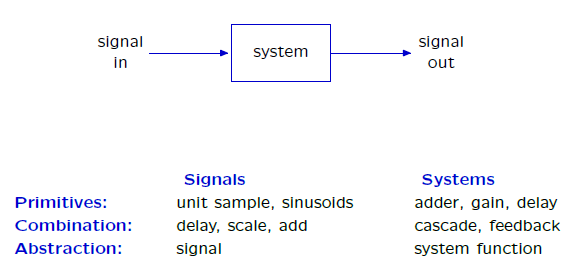 signal
in
system
signal
out
Signals Systems
Primitives: unit sample, sinusoids adder, gain, delay
Combination: delay, scale, add cascade, feedback
Abstraction: signal system function